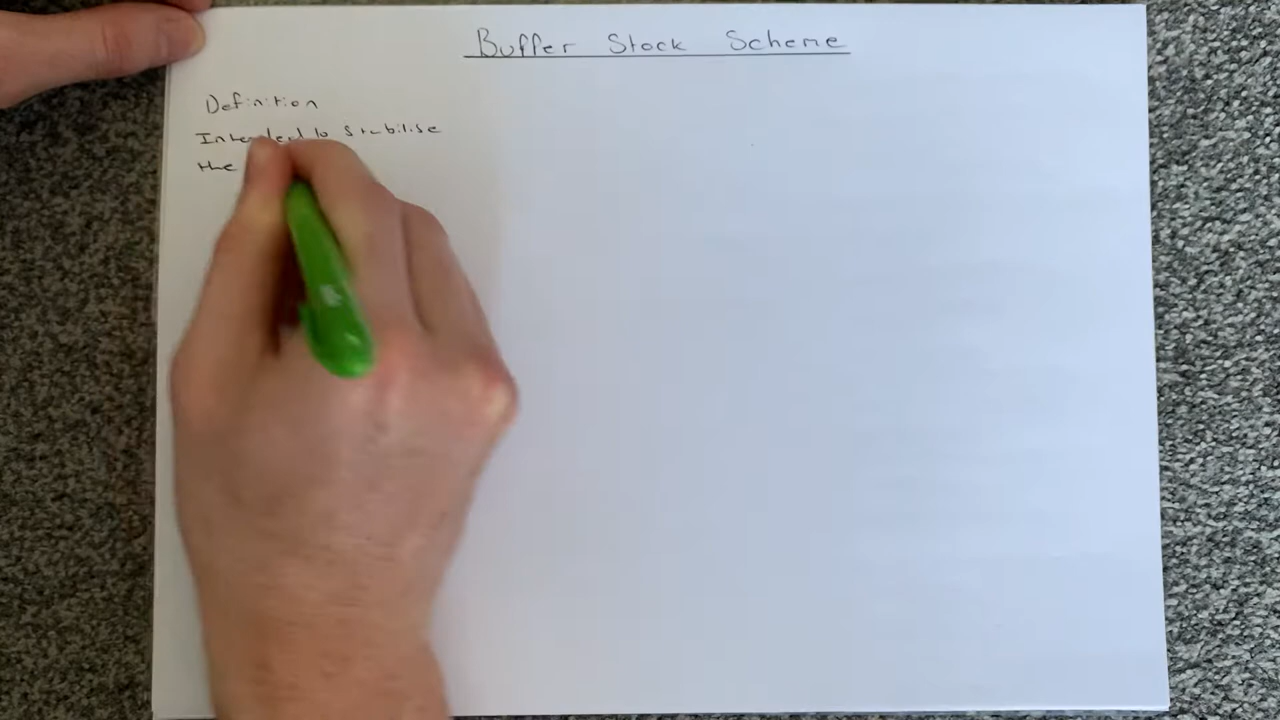 Buffer Stock Scheme
Definition
Intended to Stabilise
the